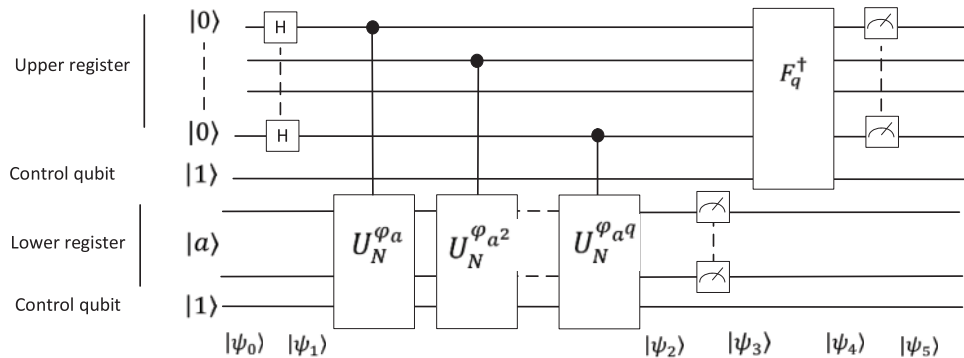 |0⟩ H
Upper register
F_q^†
|0⟩ H
Control qubit |1⟩
Lower register |a⟩ U_N^{φ_a} U_N^{φ_{a^2}} U_N^{φ_{a^q}}
Control qubit |1⟩
|ψ_0⟩ |ψ_1⟩ |ψ_2⟩ |ψ_3⟩ |ψ_4⟩ |ψ_5⟩